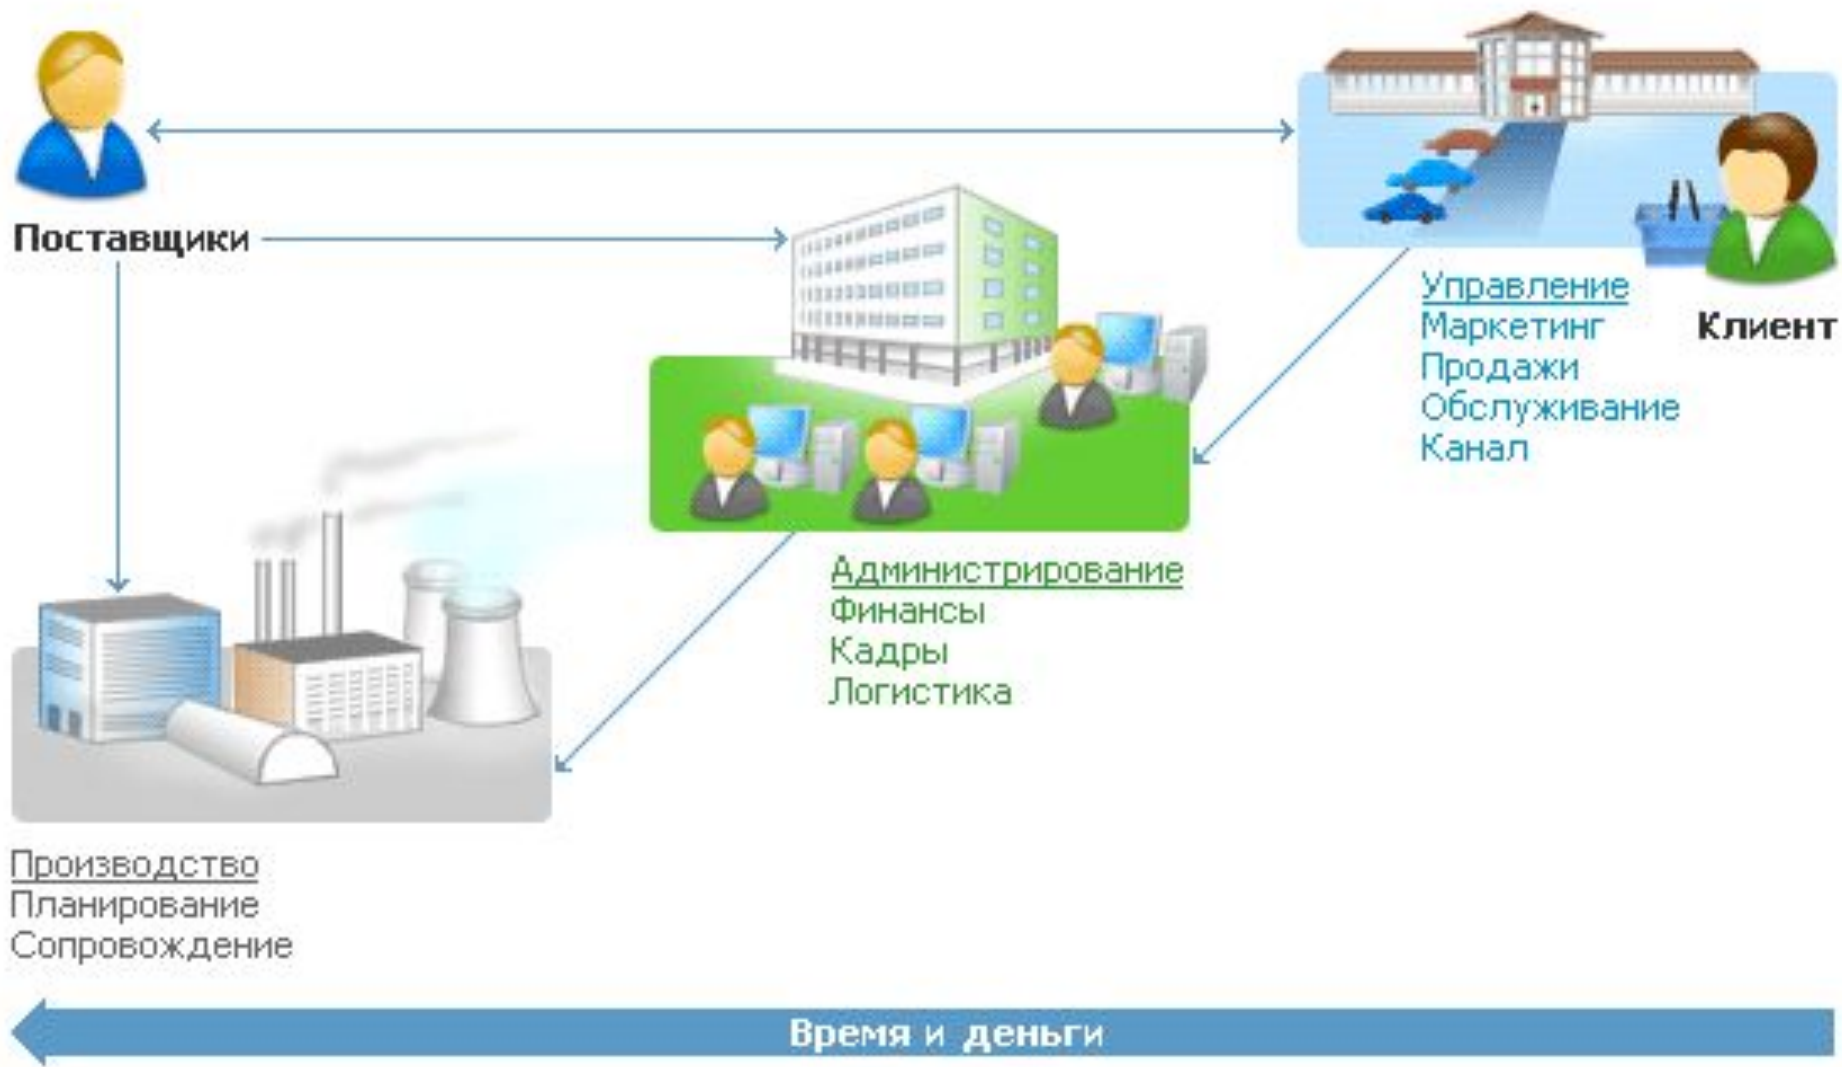 Поставщики
Управление
Маркетинг
Продажи
Обслуживание
Канал
Клиент
Администрирование
Финансы
Кадры
Логистика
Производство
Планирование
Сопровождение
Время и деньги